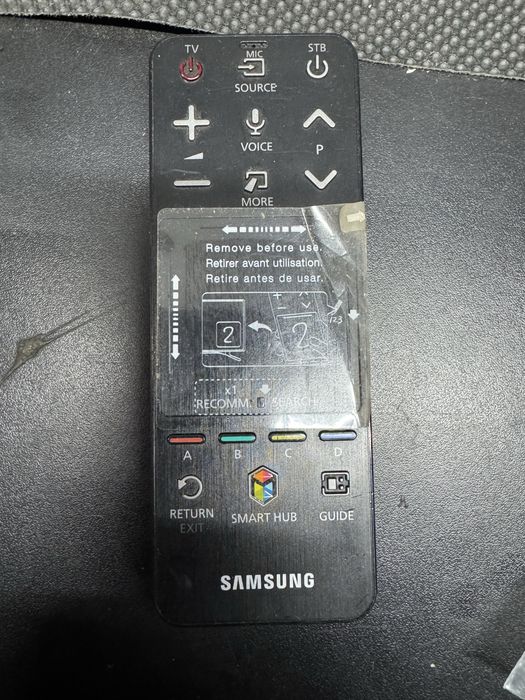 TV
MIC
STB
SOURCE
VOICE
P
MORE
Remove before use.
Retirer avant utilisation.
Retire antes de usar.
2
2
123
x1
RECOMM. SEARCH
A B C D
RETURN
EXIT
SMART HUB
GUIDE
SAMSUNG